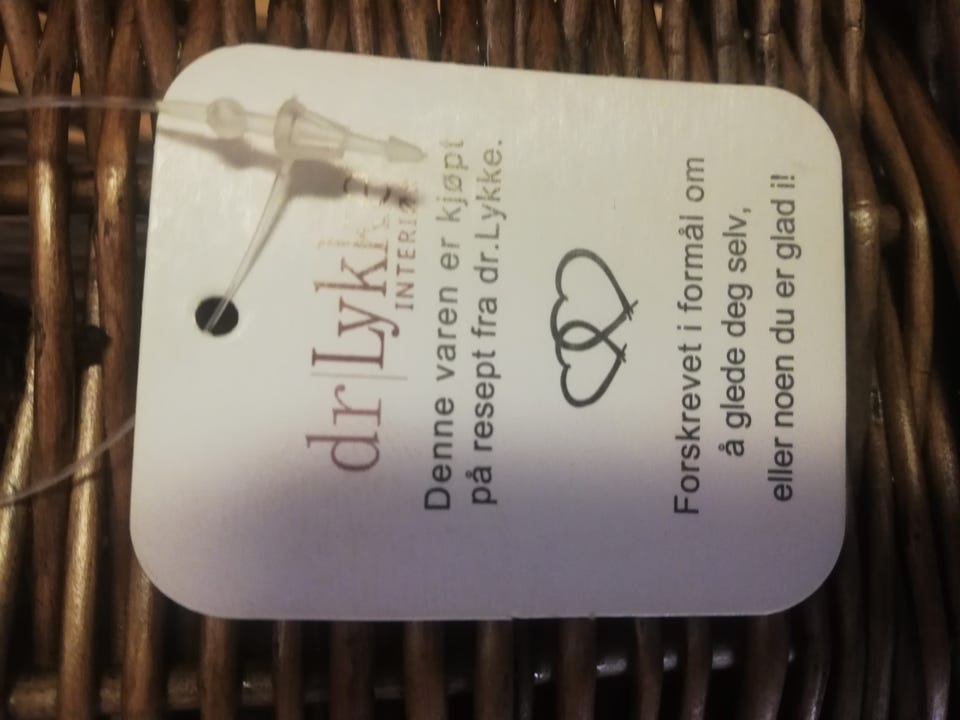 dr|Lykke
INTERIØR
Denne varen er kjøpt
på resept fra dr.Lykke.
Forskrevet i formål om
å glede deg selv,
eller noen du er glad i!